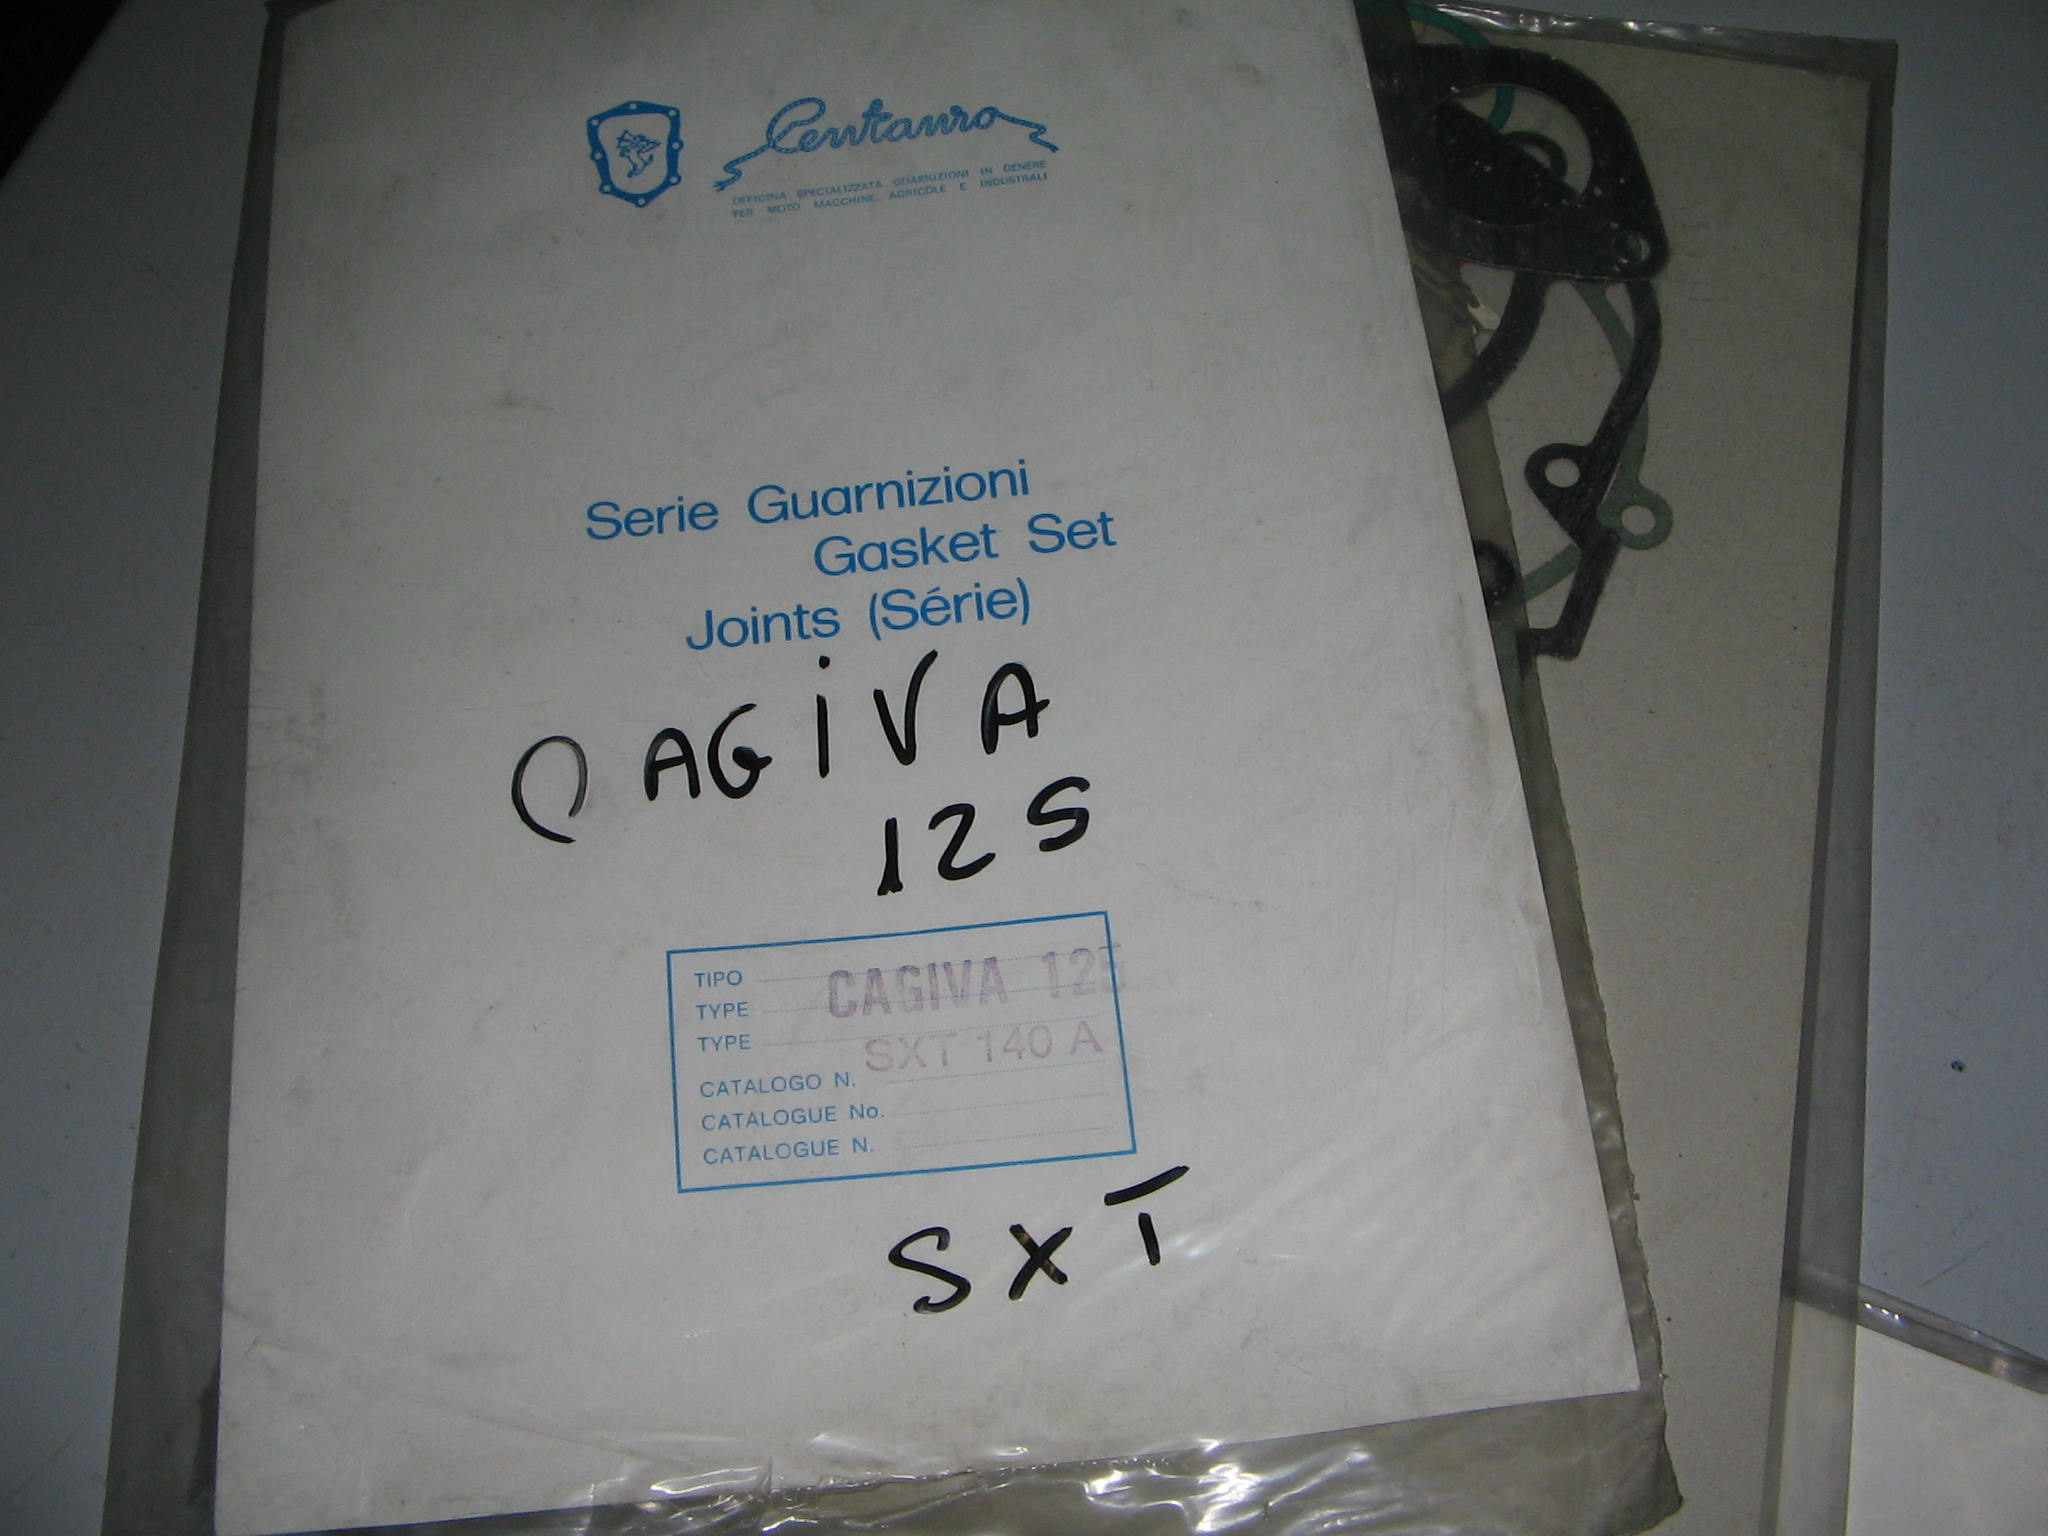 Centauro
OFFICINA SPECIALIZZATA GUARNIZIONI IN GENERE
PER MOTO MACCHINE AGRICOLE E INDUSTRIALI
Serie Guarnizioni
Gasket Set
Joints (Série)
CAGiVA
125
TIPO
TYPE CAGIVA 125
TYPE SXT 140 A
CATALOGO N.
CATALOGUE No.
CATALOGUE N.
SXT